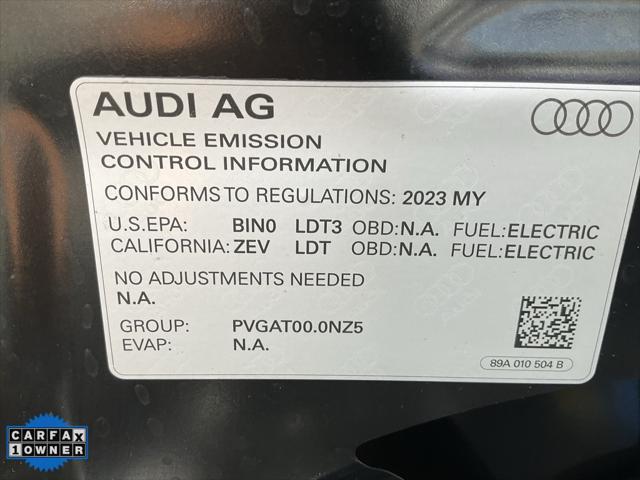 AUDI AG
VEHICLE EMISSION
CONTROL INFORMATION
CONFORMS TO REGULATIONS: 2023 MY
U.S.EPA: BIN0 LDT3 OBD:N.A. FUEL:ELECTRIC
CALIFORNIA: ZEV LDT OBD:N.A. FUEL:ELECTRIC
NO ADJUSTMENTS NEEDED
N.A.
GROUP: PVGAT00.0NZ5
EVAP: N.A.
89A 010 504 B
CARFAX
1 OWNER